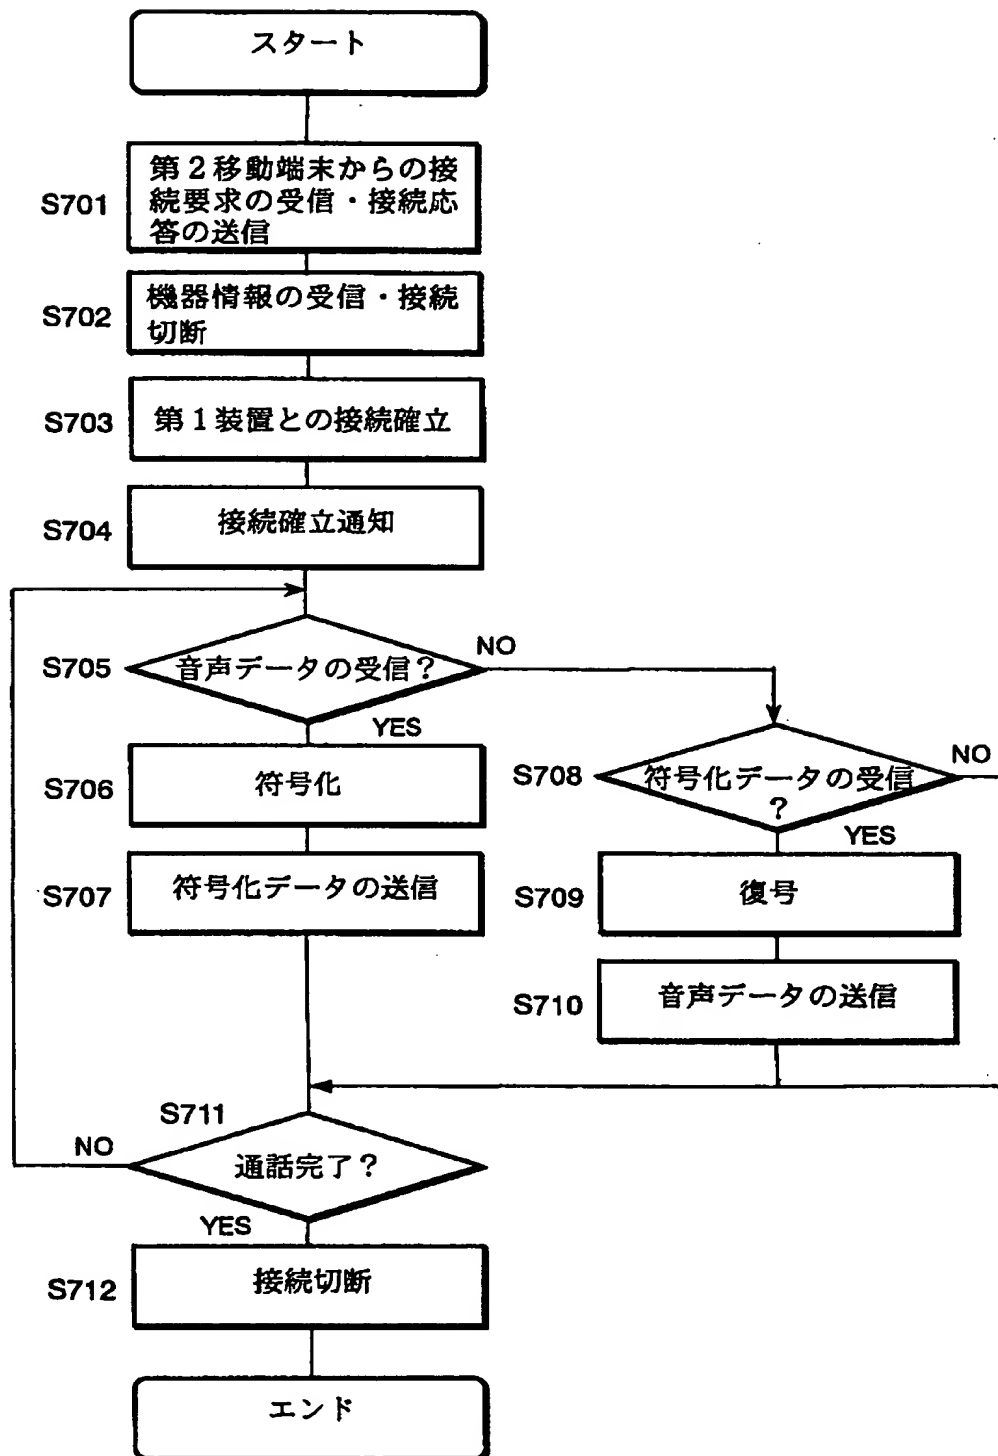 スタート
S701
第2移動端末からの接
続要求の受信・接続応
答の送信
S702
機器情報の受信・接続
切断
S703
第1装置との接続確立
S704
接続確立通知
S705
音声データの受信?
NO
YES
S706
符号化
S707
符号化データの送信
S708
符号化データの受信
?
NO
YES
S709
復号
S710
音声データの送信
S711
通話完了?
NO
YES
S712
接続切断
エンド